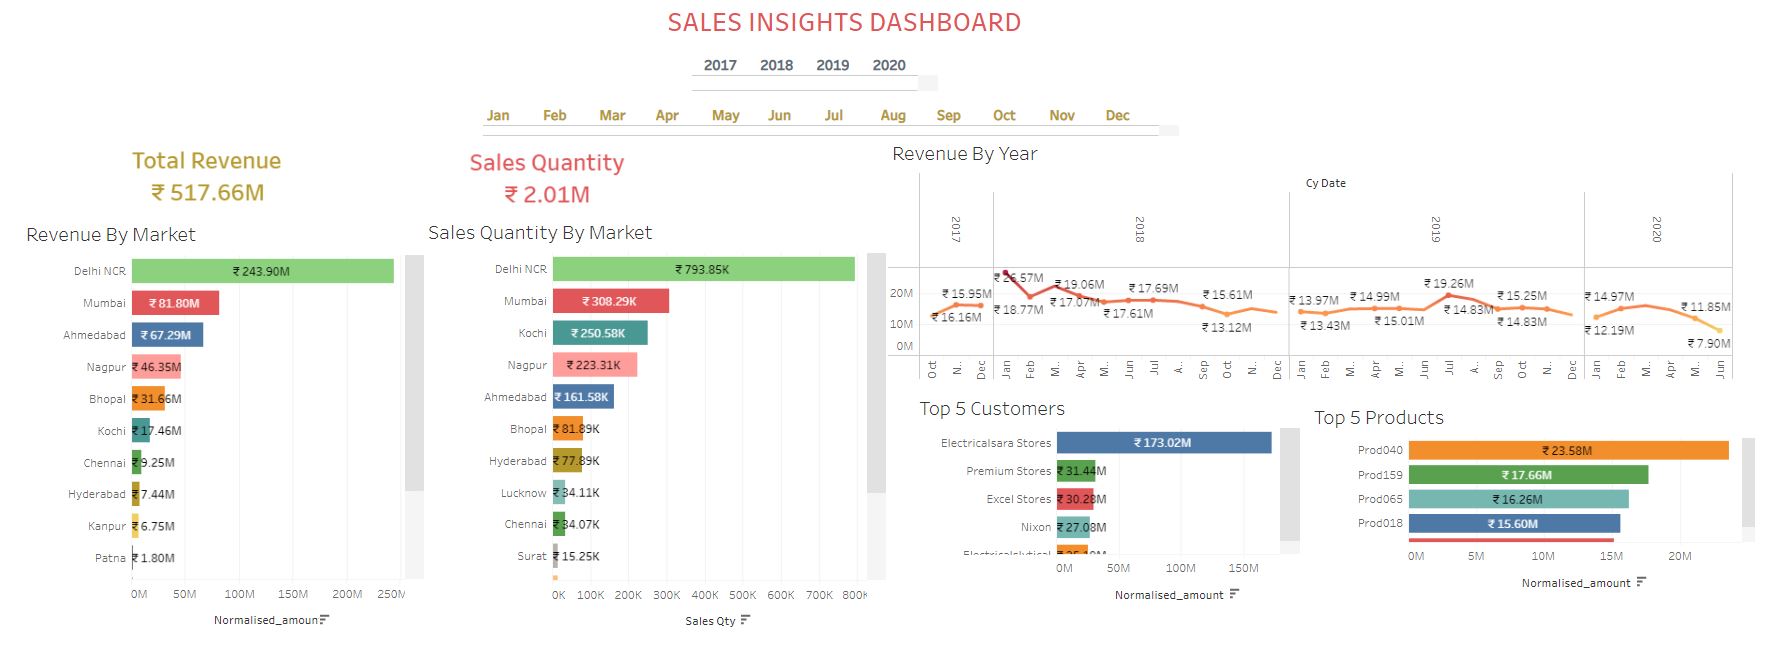 SALES INSIGHTS DASHBOARD
2017 2018 2019 2020
Jan Feb Mar Apr May Jun Jul Aug Sep Oct Nov Dec
Total Revenue
₹ 517.66M
Sales Quantity
₹ 2.01M
Revenue By Market
Delhi NCR ₹ 243.90M
Mumbai ₹ 81.80M
Ahmedabad ₹ 67.29M
Nagpur ₹ 46.35M
Bhopal ₹ 31.66M
Kochi ₹ 17.46M
Chennai ₹ 9.25M
Hyderabad ₹ 7.44M
Kanpur ₹ 6.75M
Patna ₹ 1.80M
0M 50M 100M 150M 200M 250M
Normalised_amoun
Sales Quantity By Market
Delhi NCR ₹ 793.85K
Mumbai ₹ 308.29K
Kochi ₹ 250.58K
Nagpur ₹ 223.31K
Ahmedabad ₹ 161.58K
Bhopal ₹ 81.89K
Hyderabad ₹ 77.89K
Lucknow ₹ 34.11K
Chennai ₹ 34.07K
Surat ₹ 15.25K
0K 100K 200K 300K 400K 500K 600K 700K 800K
Sales Qty
Revenue By Year
Cy Date
2017 2018 2019 2020
20M
10M
0M
₹ 15.95M
₹ 16.16M
₹ 26.57M
₹ 18.77M
₹ 19.06M
₹ 17.07M
₹ 17.61M
₹ 17.69M
₹ 15.61M
₹ 13.12M
₹ 13.97M
₹ 13.43M
₹ 14.99M
₹ 15.01M
₹ 19.26M
₹ 14.83M
₹ 15.25M
₹ 14.83M
₹ 14.97M
₹ 12.19M
₹ 11.85M
₹ 7.90M
Oct N.. Dec Jan Feb M.. Apr M.. Jun Jul A.. Sep Oct N.. Dec Jan Feb M.. Apr M.. Jun Jul A.. Sep Oct N.. Dec Jan Feb M.. Apr M.. Jun
Top 5 Customers
Electricalsara Stores ₹ 173.02M
Premium Stores ₹ 31.44M
Excel Stores ₹ 30.28M
Nixon ₹ 27.08M
0M 50M 100M 150M
Normalised_amount
Top 5 Products
Prod040 ₹ 23.58M
Prod159 ₹ 17.66M
Prod065 ₹ 16.26M
Prod018 ₹ 15.60M
0M 5M 10M 15M 20M
Normalised_amount